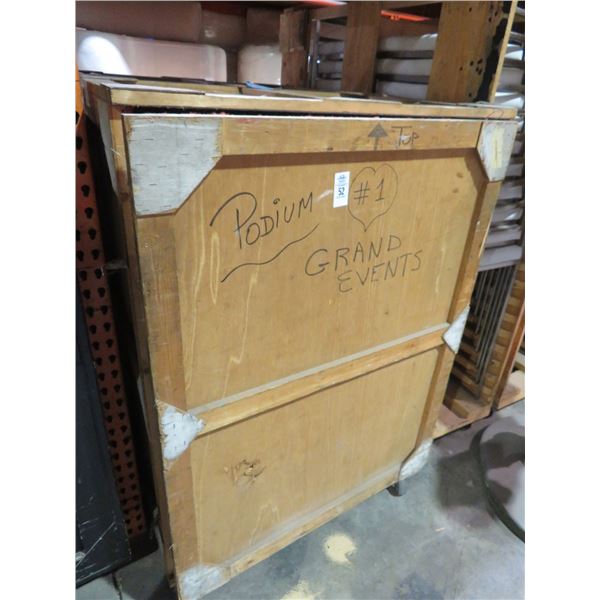 TOP
PODIUM #1
52
GRAND
EVENTS